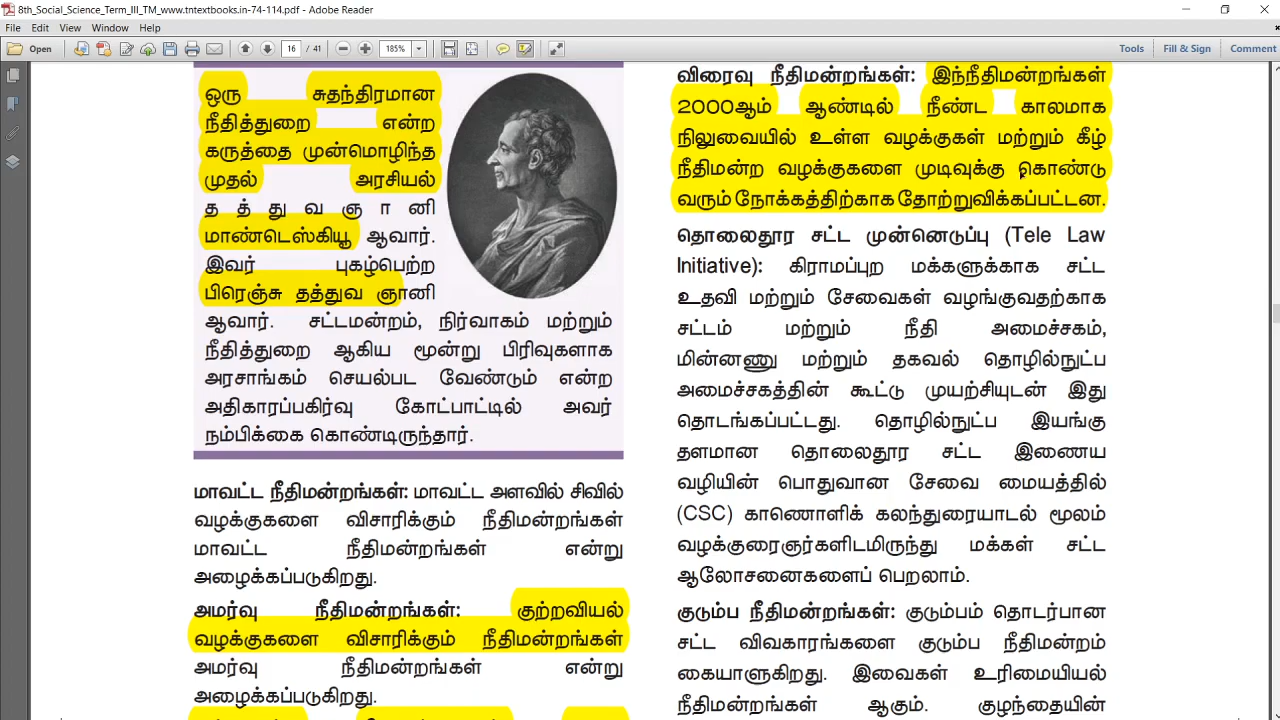 8th_Social_Science_Term_III_TM_www.tntextbooks.in-74-114.pdf - Adobe Reader
File Edit View Window Help
Open 16 / 41 185% Tools Fill & Sign Comment
ஒரு சுதந்திரமான
நீதித்துறை என்ற
கருத்தை முன்மொழிந்த
முதல் அரசியல்
த த் து வ ஞ ா னி
மாண்டெஸ்கியூ ஆவார்.
இவர் புகழ்பெற்ற
பிரெஞ்சு தத்துவ ஞானி
ஆவார். சட்டமன்றம், நிர்வாகம் மற்றும்
நீதித்துறை ஆகிய மூன்று பிரிவுகளாக
அரசாங்கம் செயல்பட வேண்டும் என்ற
அதிகாரப்பகிர்வு கோட்பாட்டில் அவர்
நம்பிக்கை கொண்டிருந்தார்.
மாவட்ட நீதிமன்றங்கள்: மாவட்ட அளவில் சிவில்
வழக்குகளை விசாரிக்கும் நீதிமன்றங்கள்
மாவட்ட நீதிமன்றங்கள் என்று
அழைக்கப்படுகிறது.
அமர்வு நீதிமன்றங்கள்: குற்றவியல்
வழக்குகளை விசாரிக்கும் நீதிமன்றங்கள்
அமர்வு நீதிமன்றங்கள் என்று
அழைக்கப்படுகிறது.
விரைவு நீதிமன்றங்கள்: இந்நீதிமன்றங்கள்
2000ஆம் ஆண்டில் நீண்ட காலமாக
நிலுவையில் உள்ள வழக்குகள் மற்றும் கீழ்
நீதிமன்ற வழக்குகளை முடிவுக்கு கொண்டு
வரும் நோக்கத்திற்காக தோற்றுவிக்கப்பட்டன.
தொலைதூர சட்ட முன்னெடுப்பு (Tele Law
Initiative): கிராமப்புற மக்களுக்காக சட்ட
உதவி மற்றும் சேவைகள் வழங்குவதற்காக
சட்டம் மற்றும் நீதி அமைச்சகம்,
மின்னணு மற்றும் தகவல் தொழில்நுட்ப
அமைச்சகத்தின் கூட்டு முயற்சியுடன் இது
தொடங்கப்பட்டது. தொழில்நுட்ப இயங்கு
தளமான தொலைதூர சட்ட இணைய
வழியின் பொதுவான சேவை மையத்தில்
(CSC) காணொளிக் கலந்துரையாடல் மூலம்
வழக்குரைஞர்களிடமிருந்து மக்கள் சட்ட
ஆலோசனைகளைப் பெறலாம்.
குடும்ப நீதிமன்றங்கள்: குடும்பம் தொடர்பான
சட்ட விவகாரங்களை குடும்ப நீதிமன்றம்
கையாளுகிறது. இவைகள் உரிமையியல்
நீதிமன்றங்கள் ஆகும். குழந்தையின்